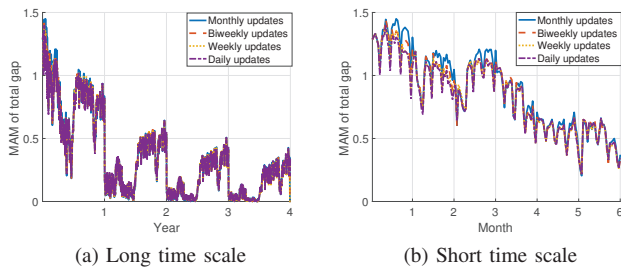 Monthly updates
Biweekly updates
Weekly updates
Daily updates
MAM of total gap
1.5
1
0.5
0
1 2 3 4
Year
(a) Long time scale
Monthly updates
Biweekly updates
Weekly updates
Daily updates
MAM of total gap
1.5
1
0.5
0
1 2 3 4 5 6
Month
(b) Short time scale